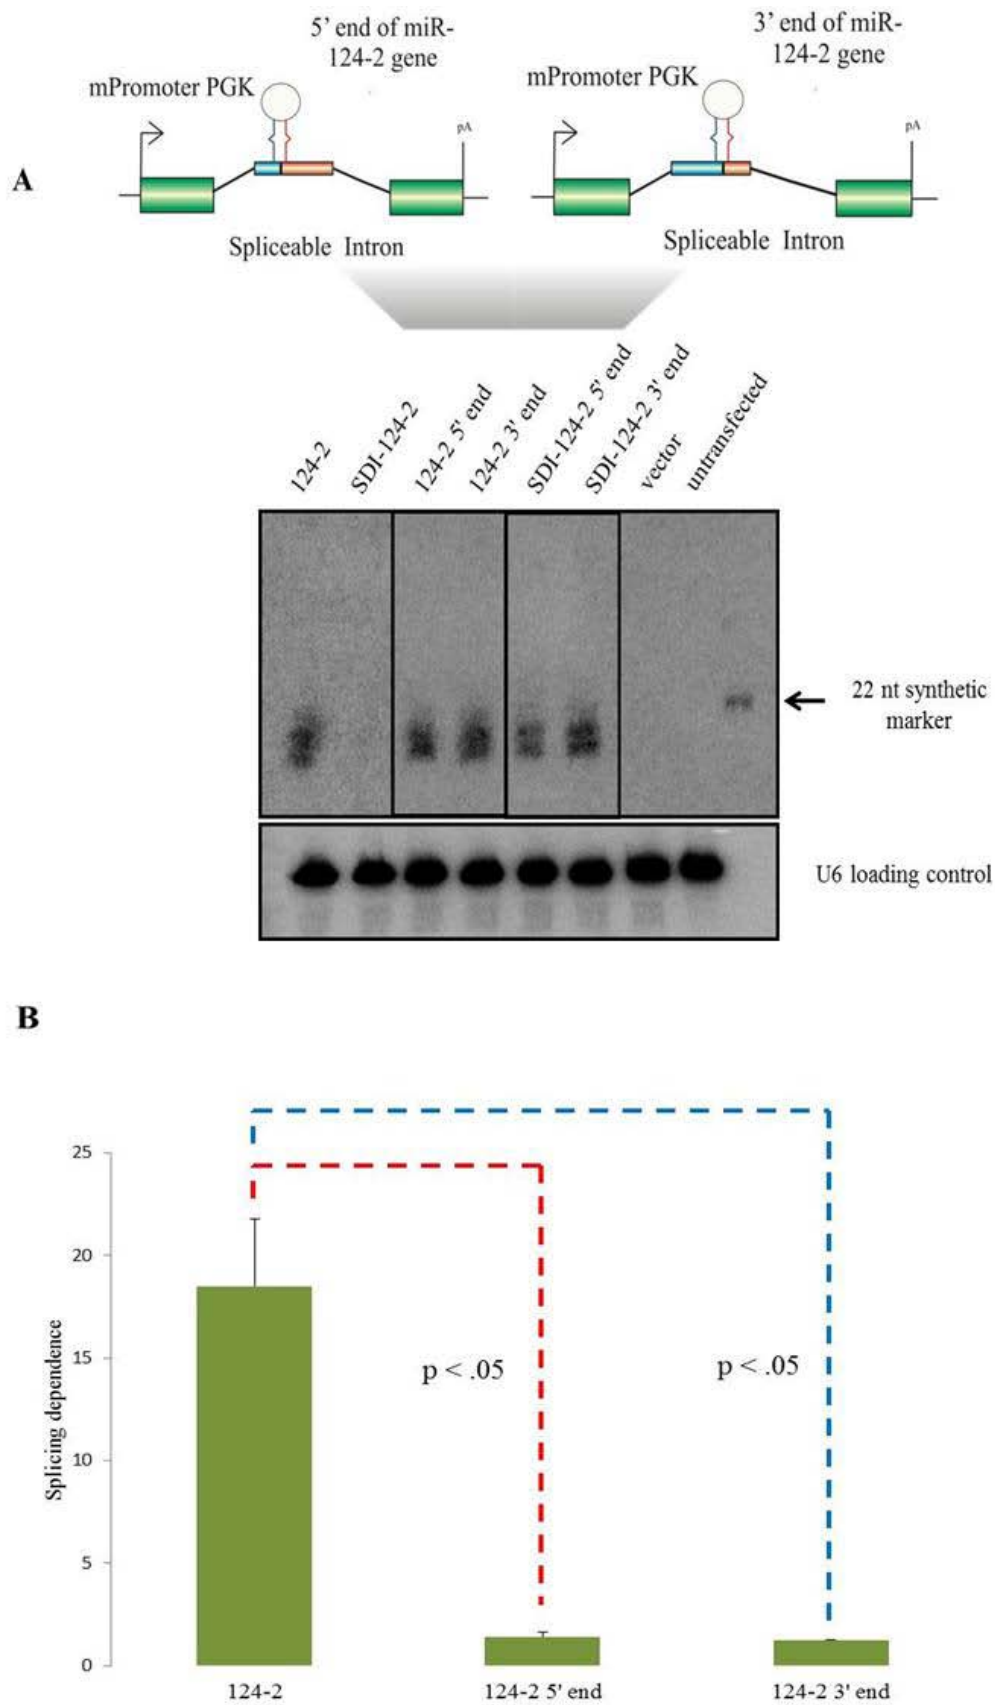 5’ end of miR-
124-2 gene
3’ end of miR-
124-2 gene
mPromoter PGK
mPromoter PGK
pA
pA
A
Spliceable Intron
Spliceable Intron
124-2
SDI-124-2
124-2 5' end
124-2 3' end
SDI-124-2 5' end
SDI-124-2 3' end
vector
untransfected
22 nt synthetic
marker
U6 loading control
B
25
20
15
10
5
0
Splicing dependence
p < .05
p < .05
124-2
124-2 5' end
124-2 3' end